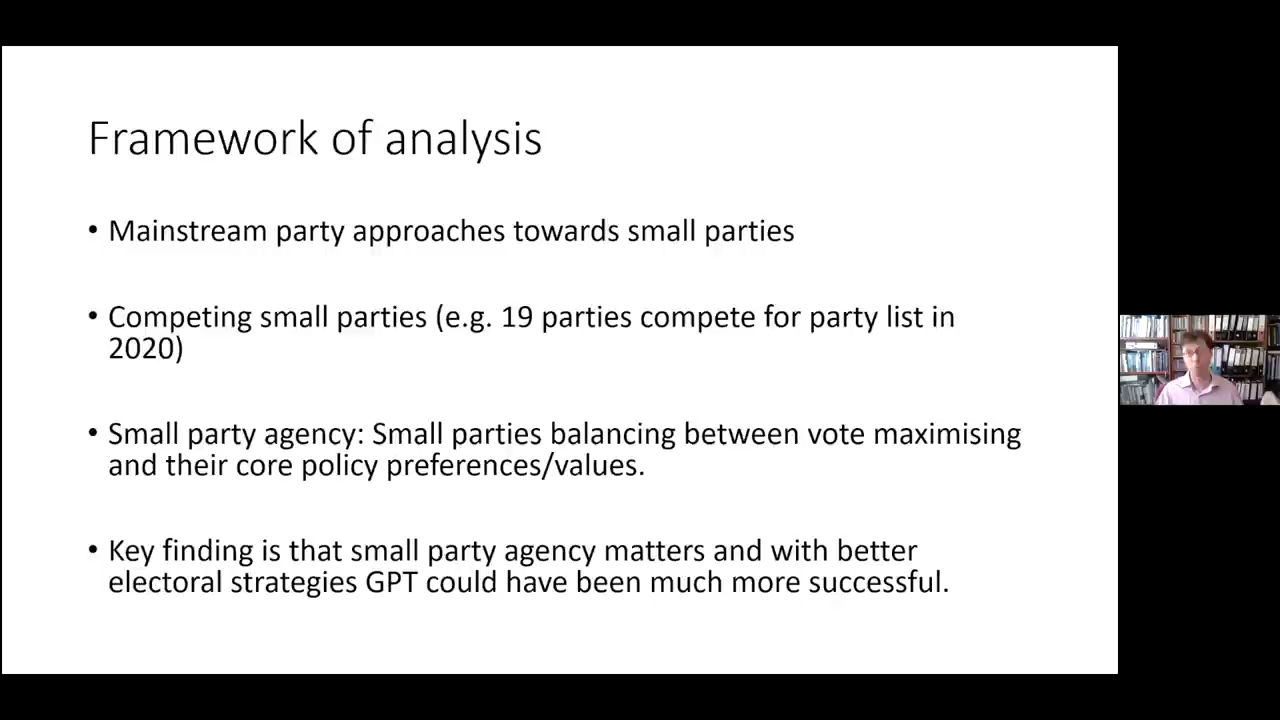 Framework of analysis
• Mainstream party approaches towards small parties
• Competing small parties (e.g. 19 parties compete for party list in
2020)
• Small party agency: Small parties balancing between vote maximising
and their core policy preferences/values.
• Key finding is that small party agency matters and with better
electoral strategies GPT could have been much more successful.